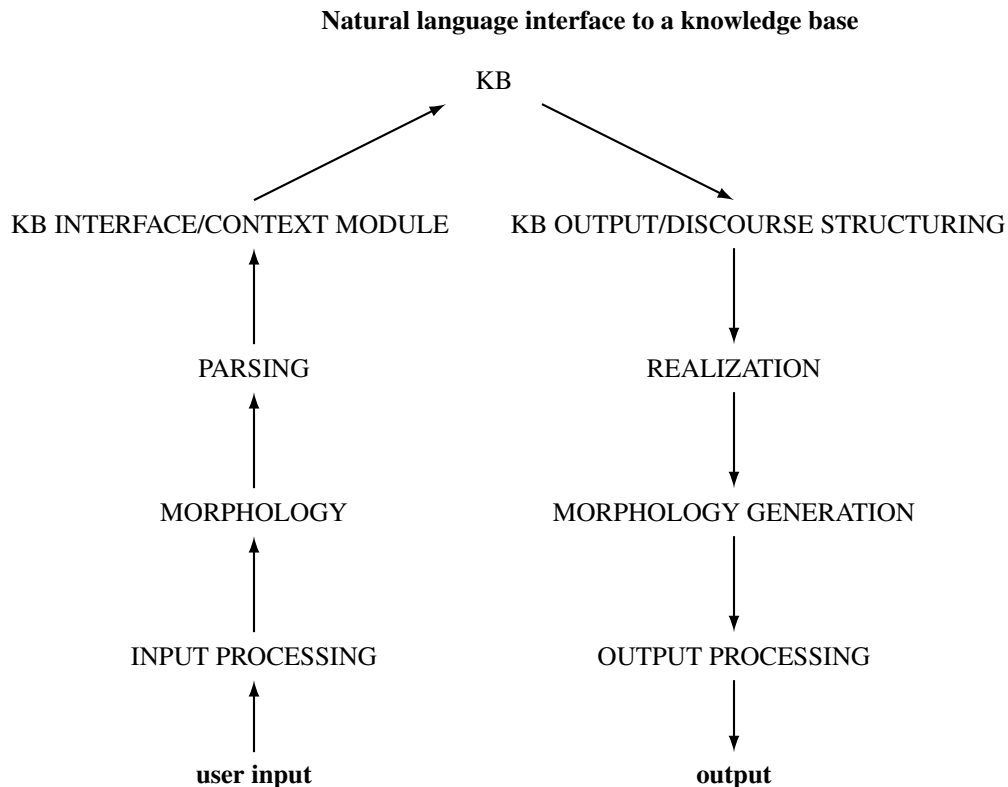 Natural language interface to a knowledge base
KB
KB INTERFACE/CONTEXT MODULE
KB OUTPUT/DISCOURSE STRUCTURING
PARSING
REALIZATION
MORPHOLOGY
MORPHOLOGY GENERATION
INPUT PROCESSING
OUTPUT PROCESSING
user input
output